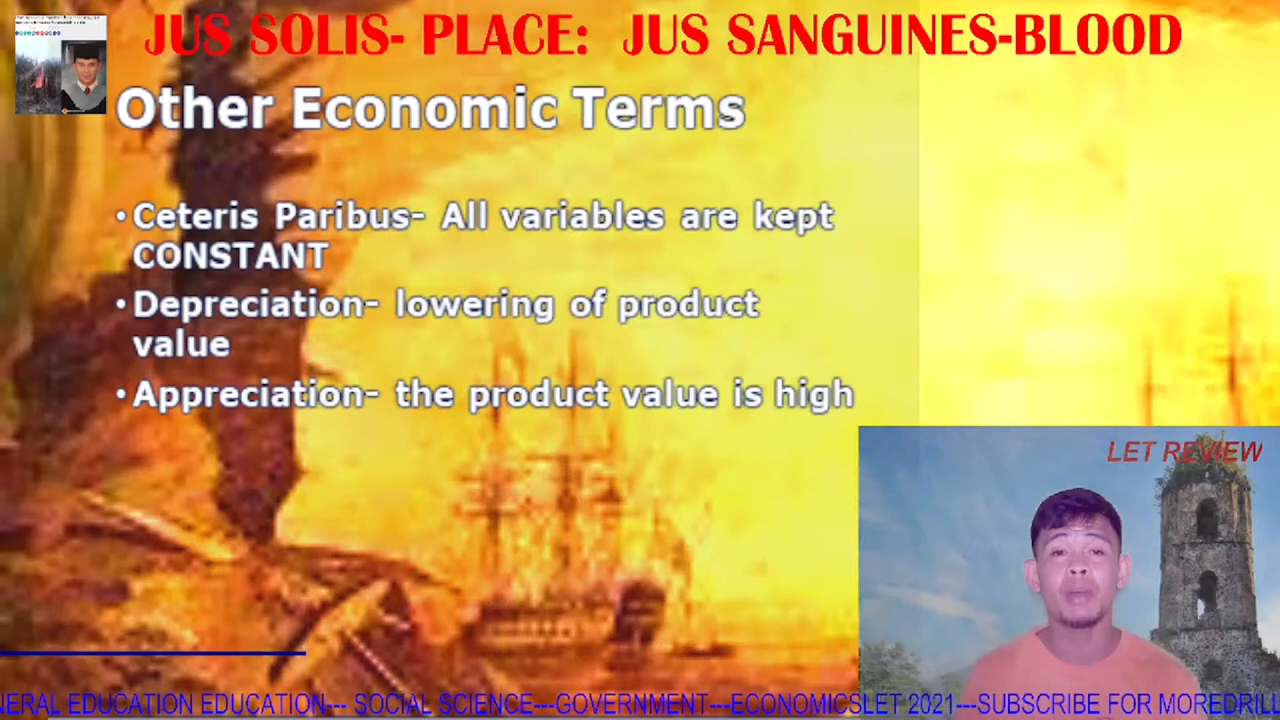 JUS SOLIS- PLACE: JUS SANGUINES-BLOOD
Other Economic Terms
•Ceteris Paribus- All variables are kept
CONSTANT
•Depreciation- lowering of product
value
•Appreciation- the product value is high
LET REVIEW
NERAL EDUCATION EDUCATION--- SOCIAL SCIENCE---GOVERNMENT---ECONOMICSLET 2021---SUBSCRIBE FOR MOREDRILL